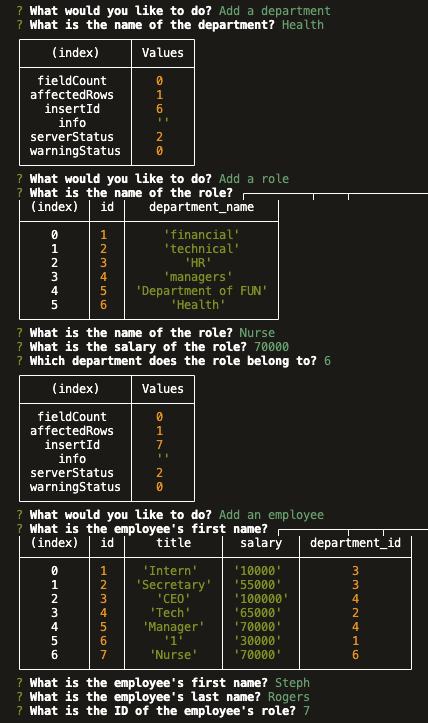 ? What would you like to do? Add a department
? What is the name of the department? Health
(index) Values
fieldCount 0
affectedRows 1
insertId 6
info ''
serverStatus 2
warningStatus 0
? What would you like to do? Add a role
? What is the name of the role?
(index) id department_name
0 1 'financial'
1 2 'technical'
2 3 'HR'
3 4 'managers'
4 5 'Department of FUN'
5 6 'Health'
? What is the name of the role? Nurse
? What is the salary of the role? 70000
? Which department does the role belong to? 6
(index) Values
fieldCount 0
affectedRows 1
insertId 7
info ''
serverStatus 2
warningStatus 0
? What would you like to do? Add an employee
? What is the employee's first name?
(index) id title salary department_id
0 1 'Intern' '10000' 3
1 2 'Secretary' '55000' 3
2 3 'CEO' '100000' 4
3 4 'Tech' '65000' 2
4 5 'Manager' '70000' 4
5 6 '1' '30000' 1
6 7 'Nurse' '70000' 6
? What is the employee's first name? Steph
? What is the employee's last name? Rogers
? What is the ID of the employee's role? 7